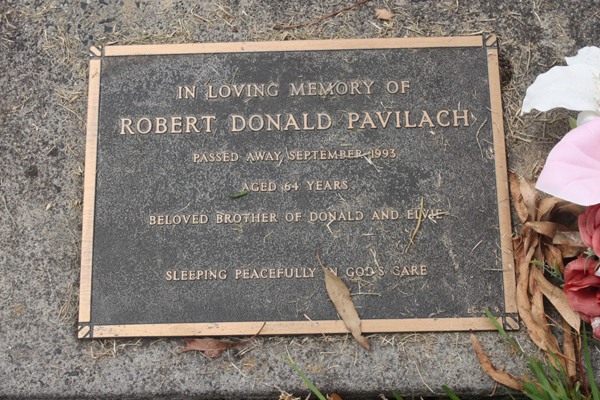 IN LOVING MEMORY OF
ROBERT DONALD PAVILACH
PASSED AWAY SEPTEMBER 1993
AGED 64 YEARS
BELOVED BROTHER OF DONALD AND ELVIE
SLEEPING PEACEFULLY IN GOD'S CARE